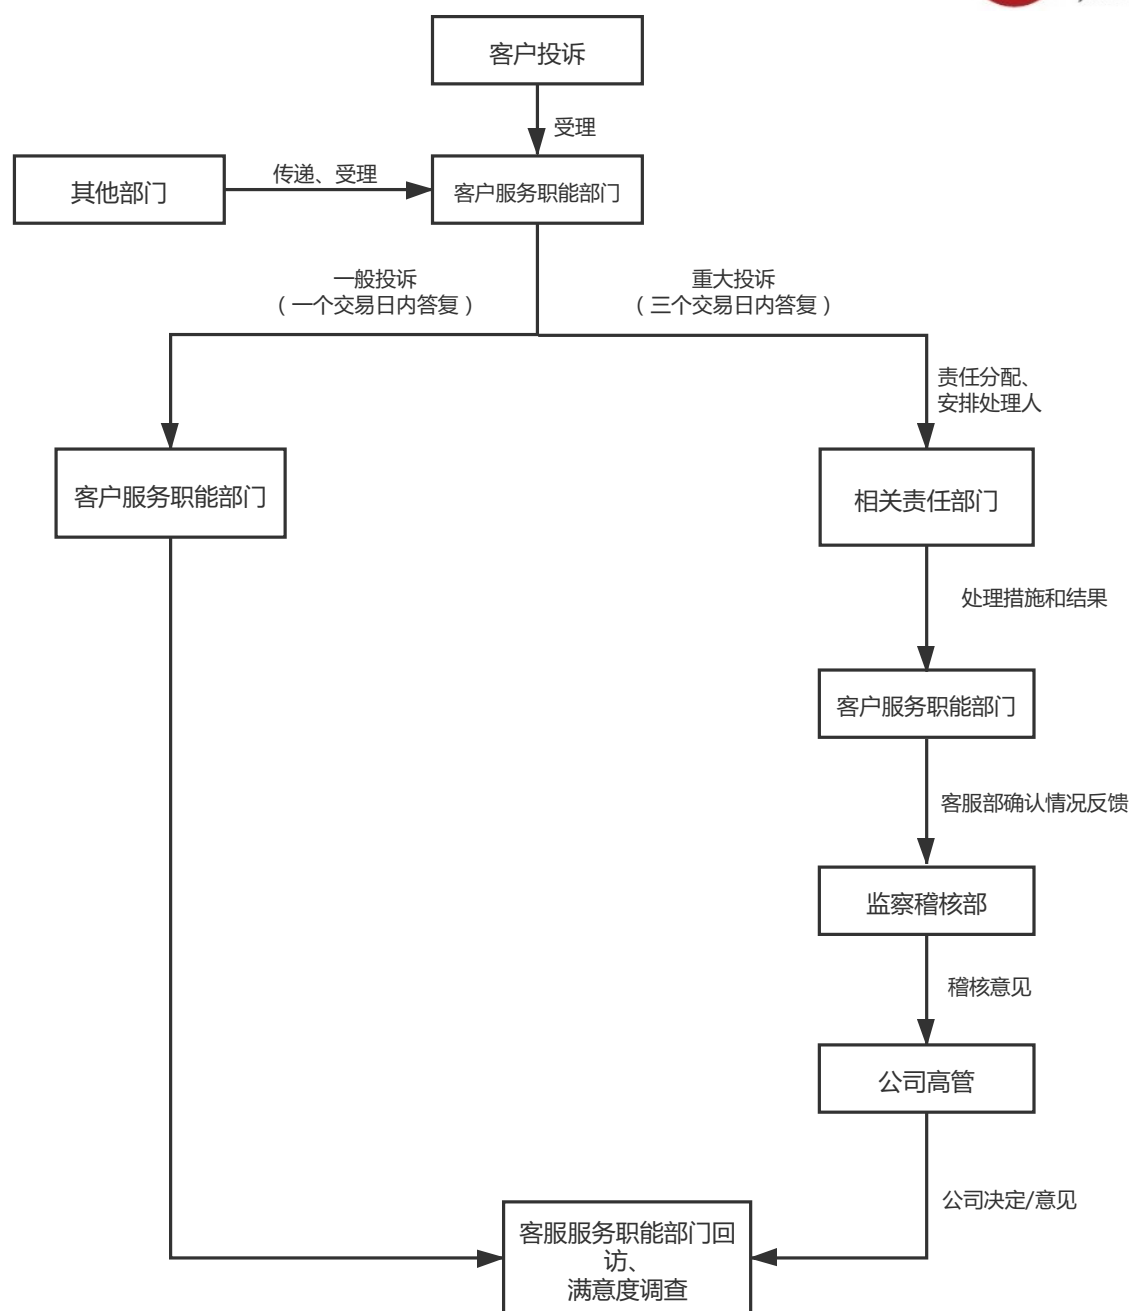 客户投诉
受理
其他部门
传递、受理
客户服务职能部门
一般投诉
（一个交易日内答复）
重大投诉
（三个交易日内答复）
责任分配、
安排处理人
客户服务职能部门
相关责任部门
处理措施和结果
客户服务职能部门
客服部确认情况反馈
监察稽核部
稽核意见
公司高管
公司决定/意见
客服服务职能部门回
访、
满意度调查